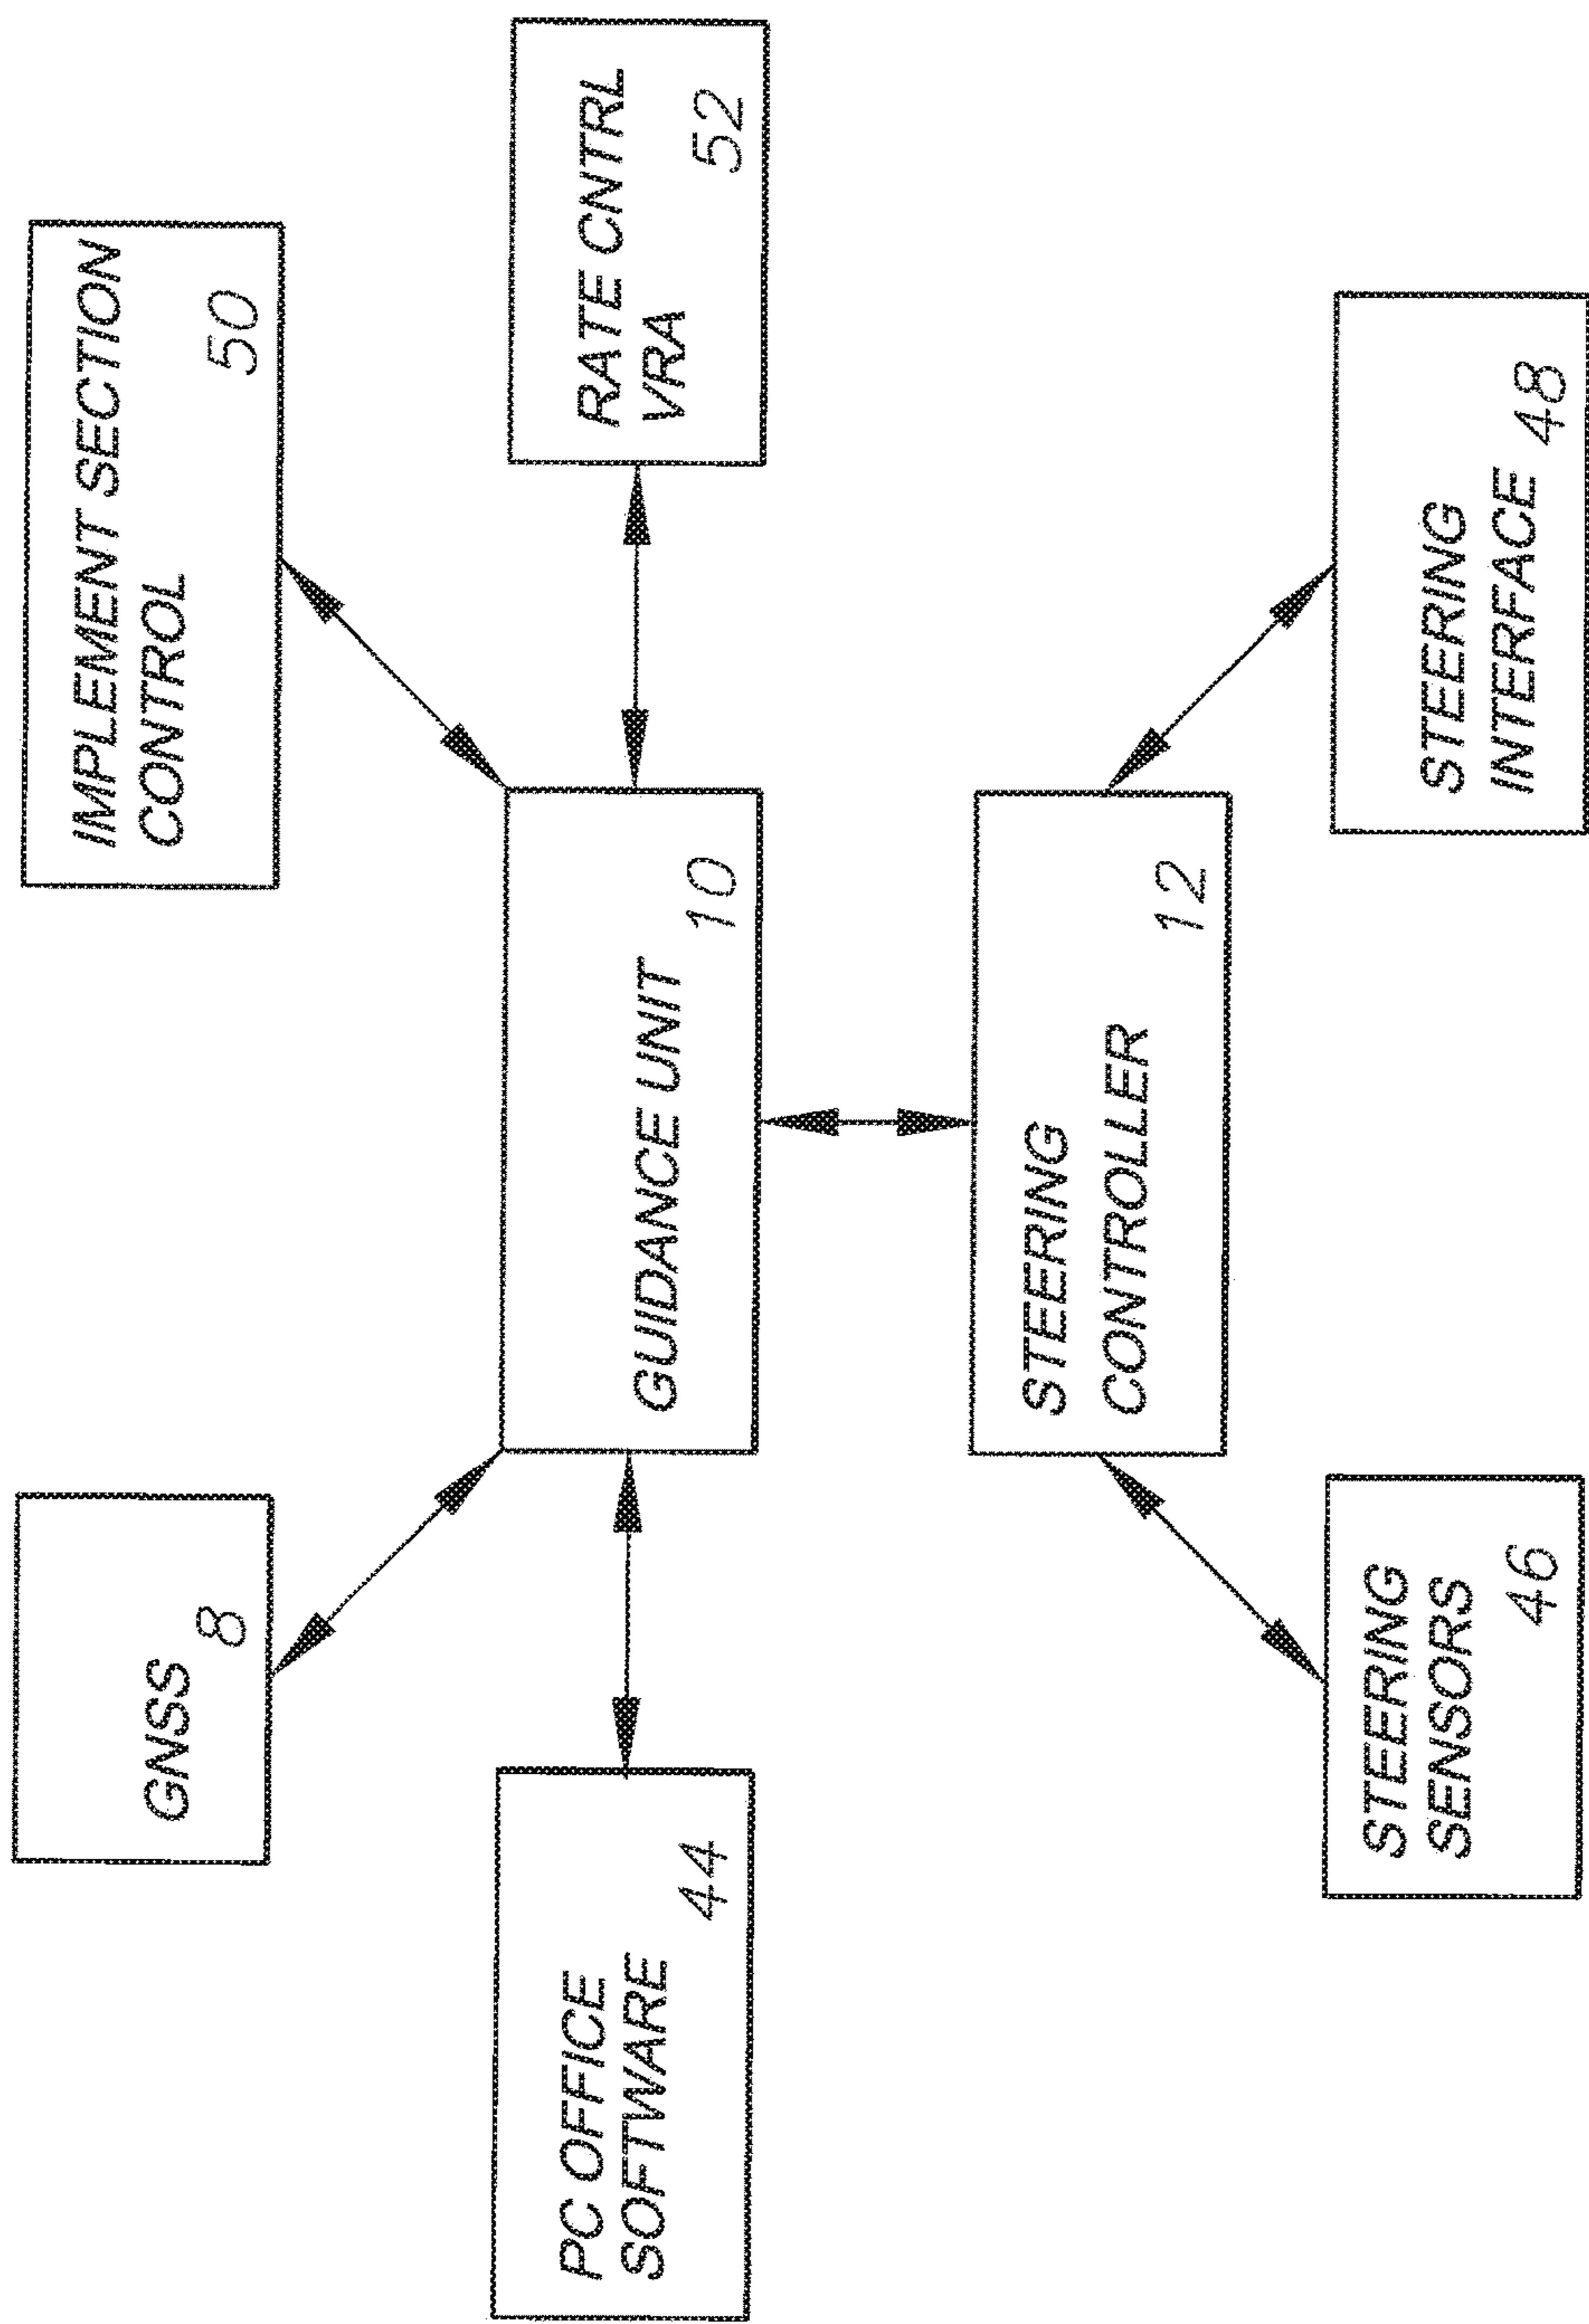 GNSS
8
IMPLEMENT SECTION
CONTROL
50
PC OFFICE
SOFTWARE
44
GUIDANCE UNIT
10
RATE CNTRL
VRA
52
STEERING
CONTROLLER
12
STEERING
SENSORS
46
STEERING
INTERFACE
48